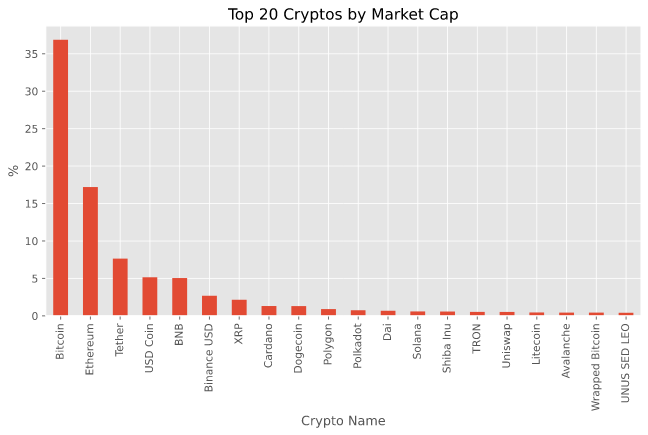 Top 20 Cryptos by Market Cap
%
35
30
25
20
15
10
5
0
Bitcoin
Ethereum
Tether
USD Coin
BNB
Binance USD
XRP
Cardano
Dogecoin
Polygon
Polkadot
Dai
Solana
Shiba Inu
TRON
Uniswap
Litecoin
Avalanche
Wrapped Bitcoin
UNUS SED LEO
Crypto Name